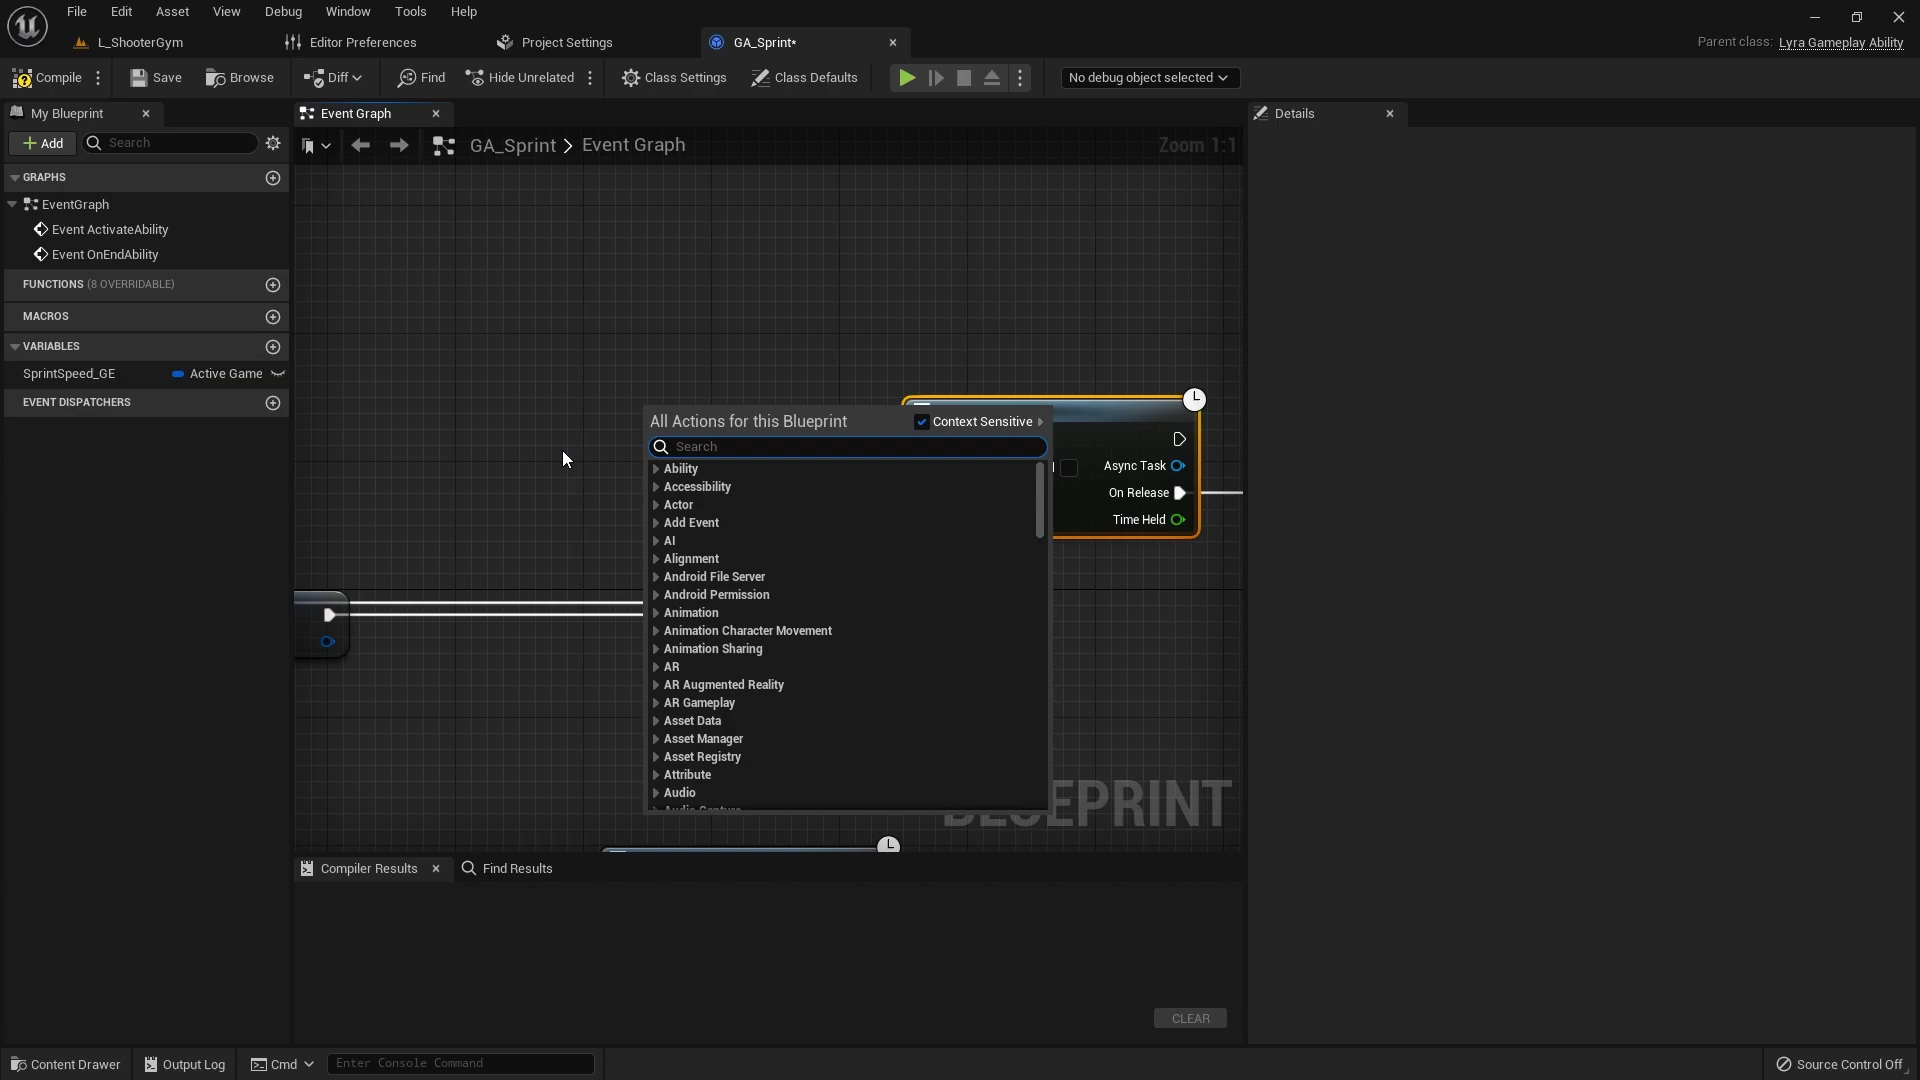 File Edit Asset View Debug Window Tools Help
L_ShooterGym Editor Preferences Project Settings GA_Sprint* Parent class: Lyra Gameplay Ability
Compile Save Browse Diff Find Hide Unrelated Class Settings Class Defaults No debug object selected
My Blueprint Event Graph Details
Add Search GA_Sprint Event Graph Zoom 1:1
GRAPHS
EventGraph
Event ActivateAbility
Event OnEndAbility
FUNCTIONS (8 OVERRIDABLE)
MACROS
VARIABLES
SprintSpeed_GE Active Game
EVENT DISPATCHERS
All Actions for this Blueprint Context Sensitive
Search
Ability
Accessibility
Actor
Add Event
AI
Alignment
Android File Server
Android Permission
Animation
Animation Character Movement
Animation Sharing
AR
AR Augmented Reality
AR Gameplay
Asset Data
Asset Manager
Asset Registry
Attribute
Audio
Audio Capture
Async Task
On Release
Time Held
BLUEPRINT
Compiler Results Find Results
CLEAR
Content Drawer Output Log Cmd Enter Console Command Source Control Off